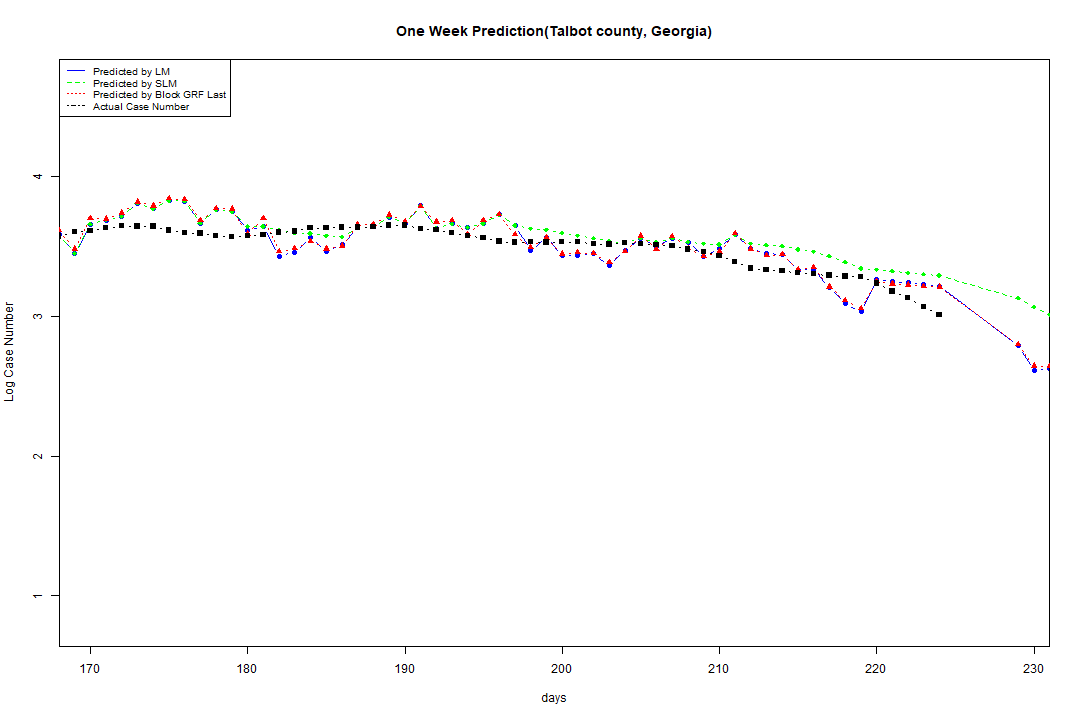 One Week Prediction(Talbot county, Georgia)
Predicted by LM
Predicted by SLM
Predicted by Block GRF Last
Actual Case Number
4
3
2
1
Log Case Number
170 180 190 200 210 220 230
days